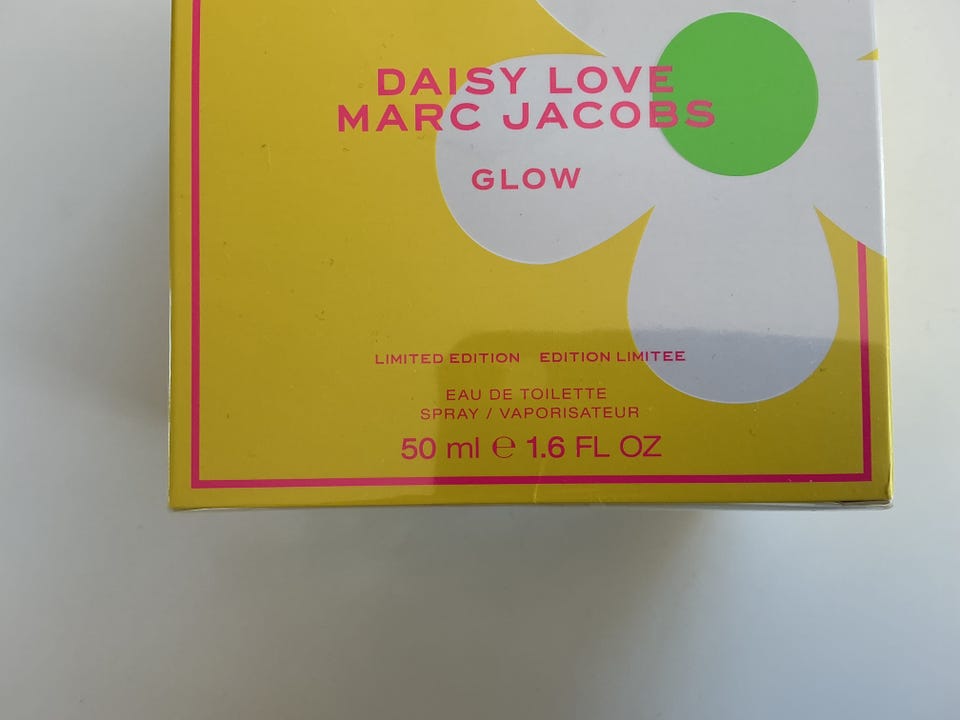 DAISY LOVE
MARC JACOBS
GLOW
LIMITED EDITION EDITION LIMITEE
EAU DE TOILETTE
SPRAY / VAPORISATEUR
50 ml ℮ 1.6 FL OZ